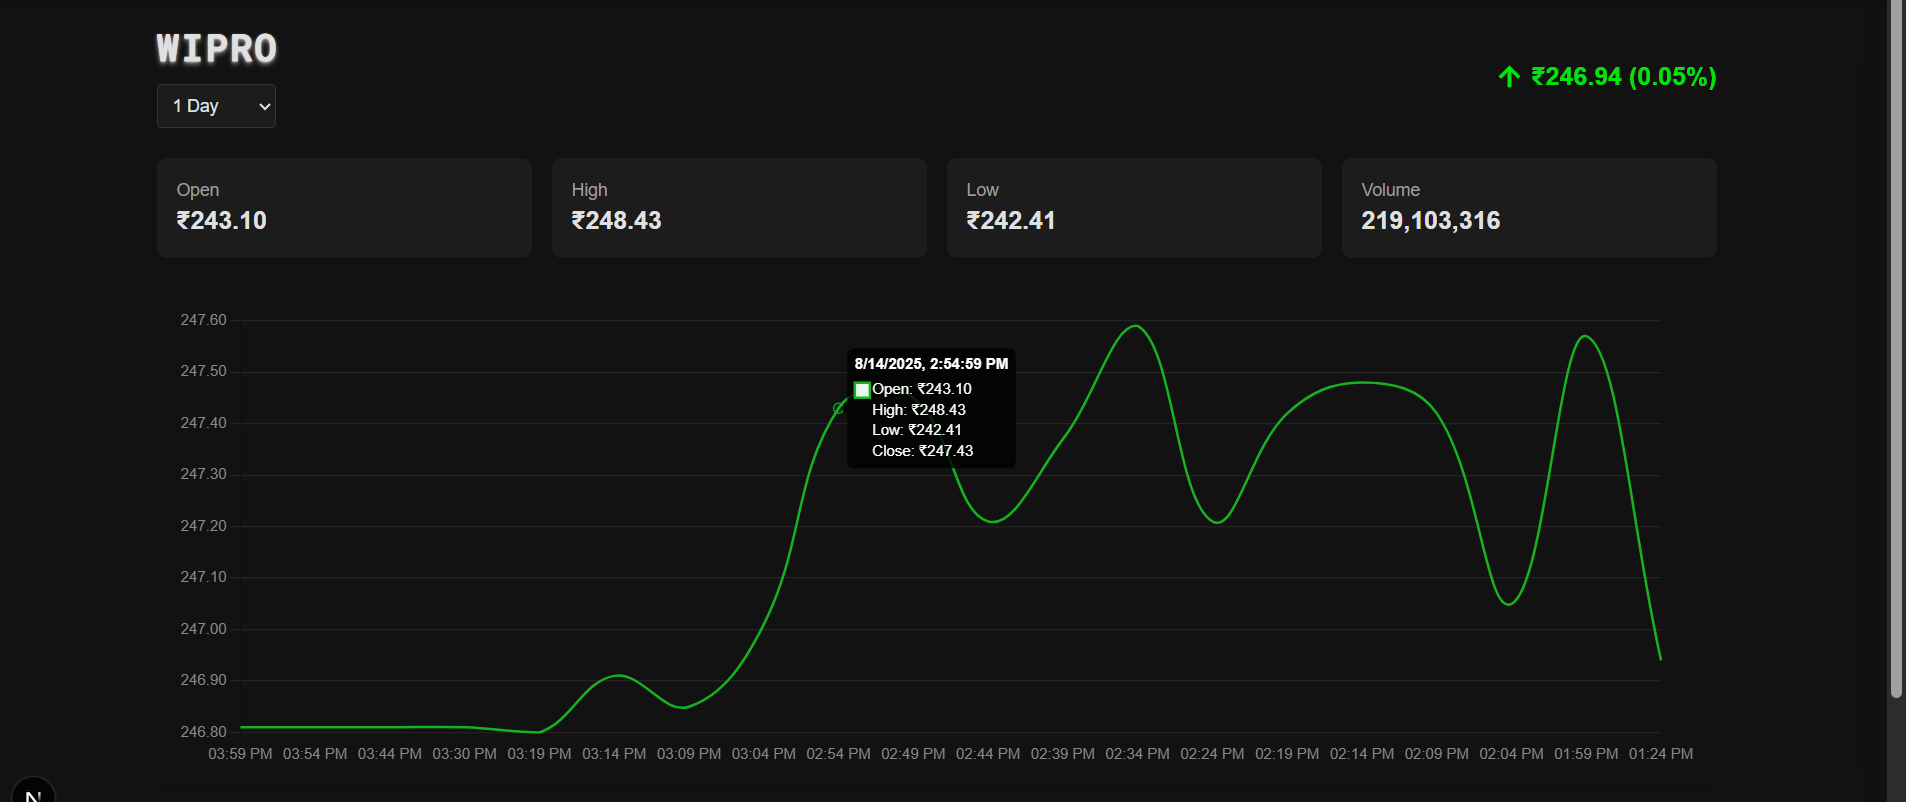 WIPRO
↑ ₹246.94 (0.05%)
1 Day
Open
₹243.10
High
₹248.43
Low
₹242.41
Volume
219,103,316
247.60
247.50
247.40
247.30
247.20
247.10
247.00
246.90
246.80
8/14/2025, 2:54:59 PM
Open: ₹243.10
High: ₹248.43
Low: ₹242.41
Close: ₹247.43
03:59 PM 03:54 PM 03:44 PM 03:30 PM 03:19 PM 03:14 PM 03:09 PM 03:04 PM 02:54 PM 02:49 PM 02:44 PM 02:39 PM 02:34 PM 02:24 PM 02:19 PM 02:14 PM 02:09 PM 02:04 PM 01:59 PM 01:24 PM
N